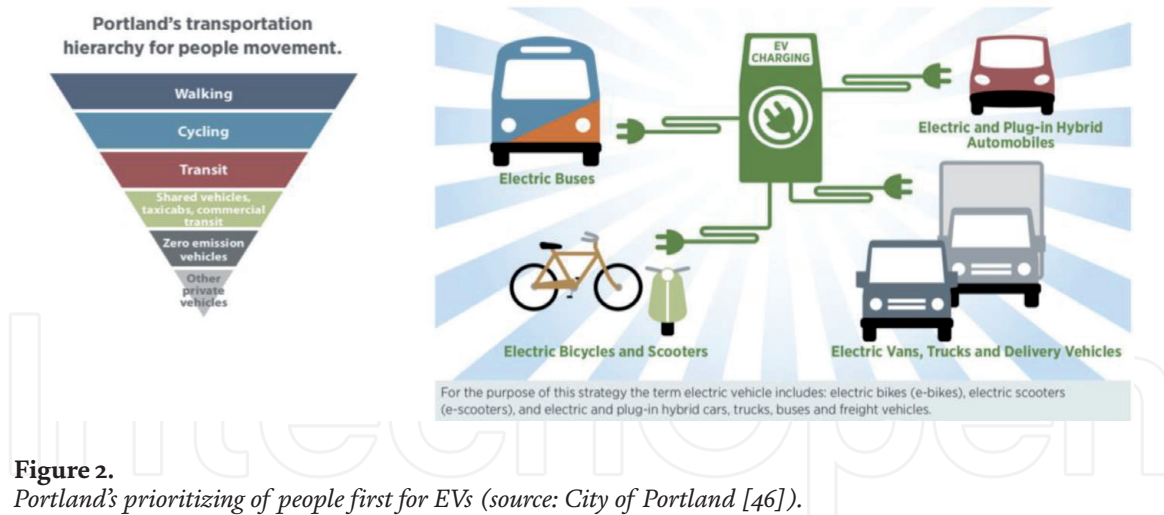 Portland's transportation
hierarchy for people movement.
Walking
Cycling
Transit
Shared vehicles,
taxicabs, commercial
transit
Zero emission
vehicles
Other
private
vehicles
EV
CHARGING
Electric Buses
Electric and Plug-in Hybrid
Automobiles
Electric Bicycles and Scooters
Electric Vans, Trucks and Delivery Vehicles
For the purpose of this strategy the term electric vehicle includes: electric bikes (e-bikes), electric scooters
(e-scooters), and electric and plug-in hybrid cars, trucks, buses and freight vehicles.
IntechOpen
Figure 2.
Portland's prioritizing of people first for EVs (source: City of Portland [46]).